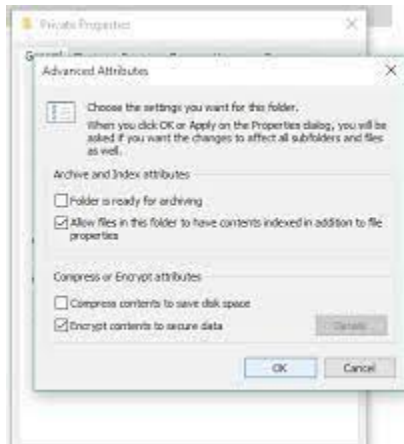 Private Properties
Advanced Attributes
Choose the settings you want for this folder.
When you click OK or Apply on the Properties dialog, you will be
asked if you want the changes to affect all subfolders and files
as well.
Archive and Index attributes
Folder is ready for archiving
Allow files in this folder to have contents indexed in addition to file
properties
Compress or Encrypt attributes
Compress contents to save disk space
Encrypt contents to secure data
Details
OK
Cancel